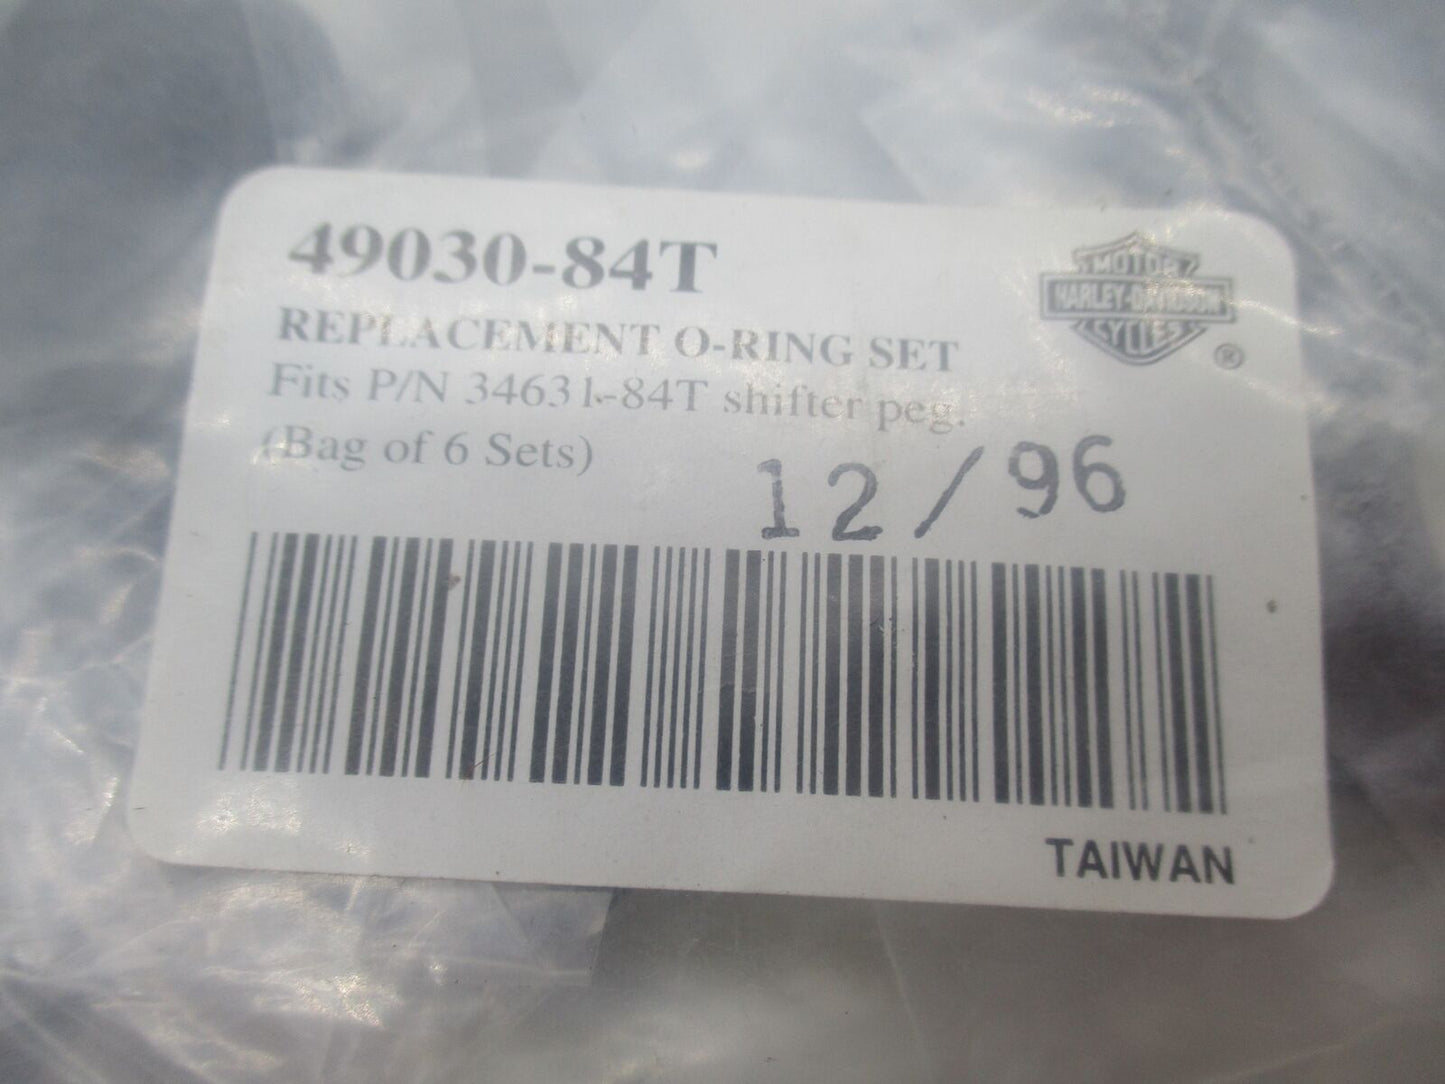 49030-84T
MOTOR
HARLEY-DAVIDSON
CYCLES
®
REPLACEMENT O-RING SET
Fits P/N 34631-84T shifter peg.
(Bag of 6 Sets)
12/96
TAIWAN